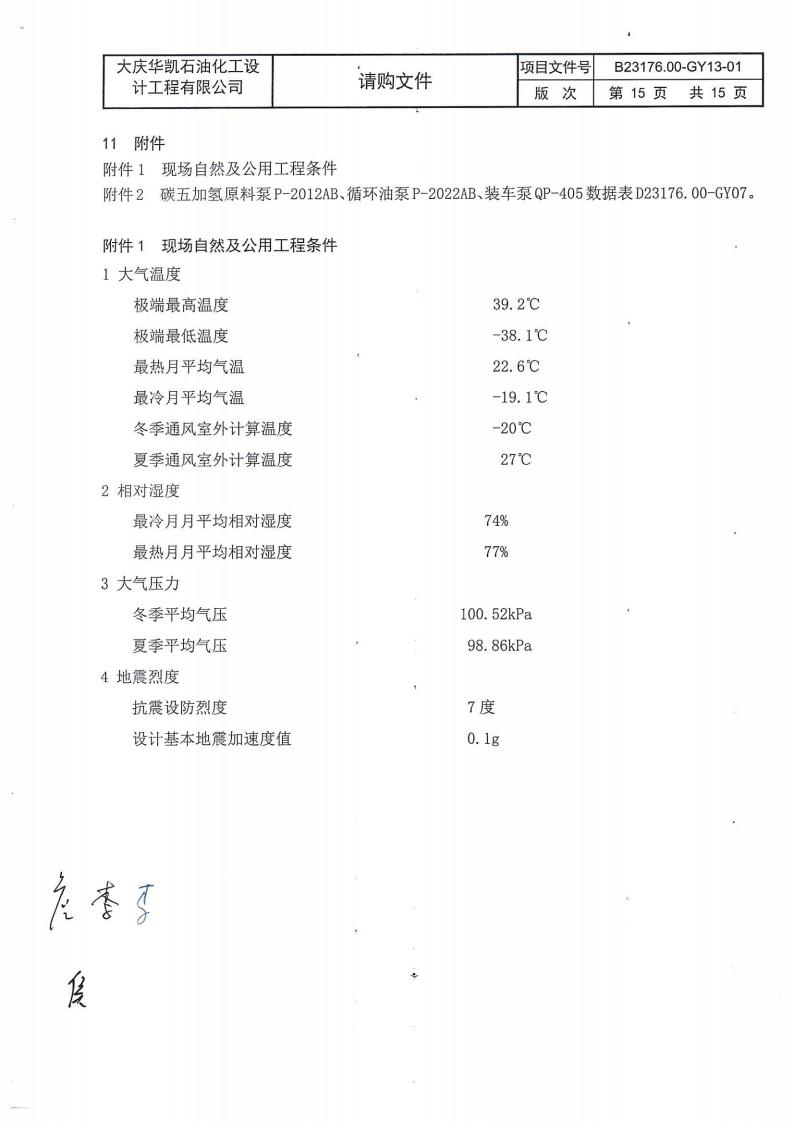 大庆华凯石油化工设
计工程有限公司
请购文件
项目文件号 B23176.00-GY13-01
版 次 第 15 页 共 15 页
11 附件
附件 1 现场自然及公用工程条件
附件 2 碳五加氢原料泵 P-2012AB、循环油泵 P-2022AB、装车泵 QP-405 数据表 D23176.00-GY07。
附件 1 现场自然及公用工程条件
1 大气温度
极端最高温度 39.2℃
极端最低温度 -38.1℃
最热月平均气温 22.6℃
最冷月平均气温 -19.1℃
冬季通风室外计算温度 -20℃
夏季通风室外计算温度 27℃
2 相对湿度
最冷月月平均相对湿度 74%
最热月月平均相对湿度 77%
3 大气压力
冬季平均气压 100.52kPa
夏季平均气压 98.86kPa
4 地震烈度
抗震设防烈度 7 度
设计基本地震加速度值 0.1g
李